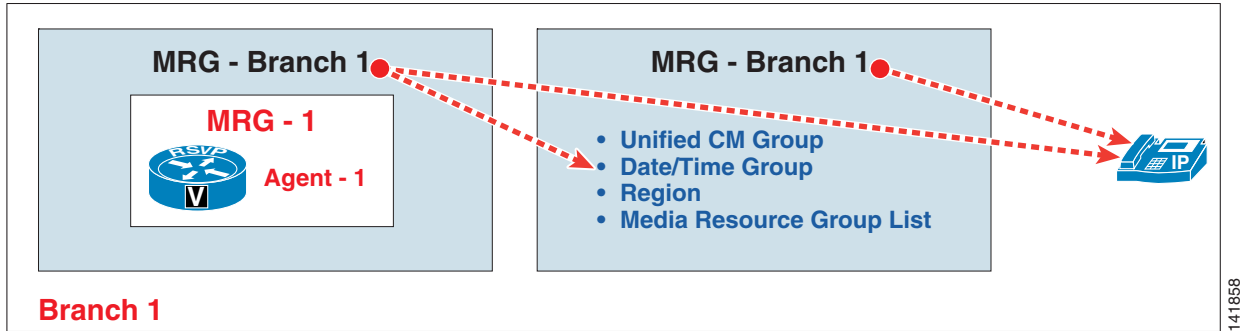 MRG - Branch 1
MRG - 1
RSVP
Agent - 1
V
MRG - Branch 1
• Unified CM Group
• Date/Time Group
• Region
• Media Resource Group List
IP
Branch 1
141858